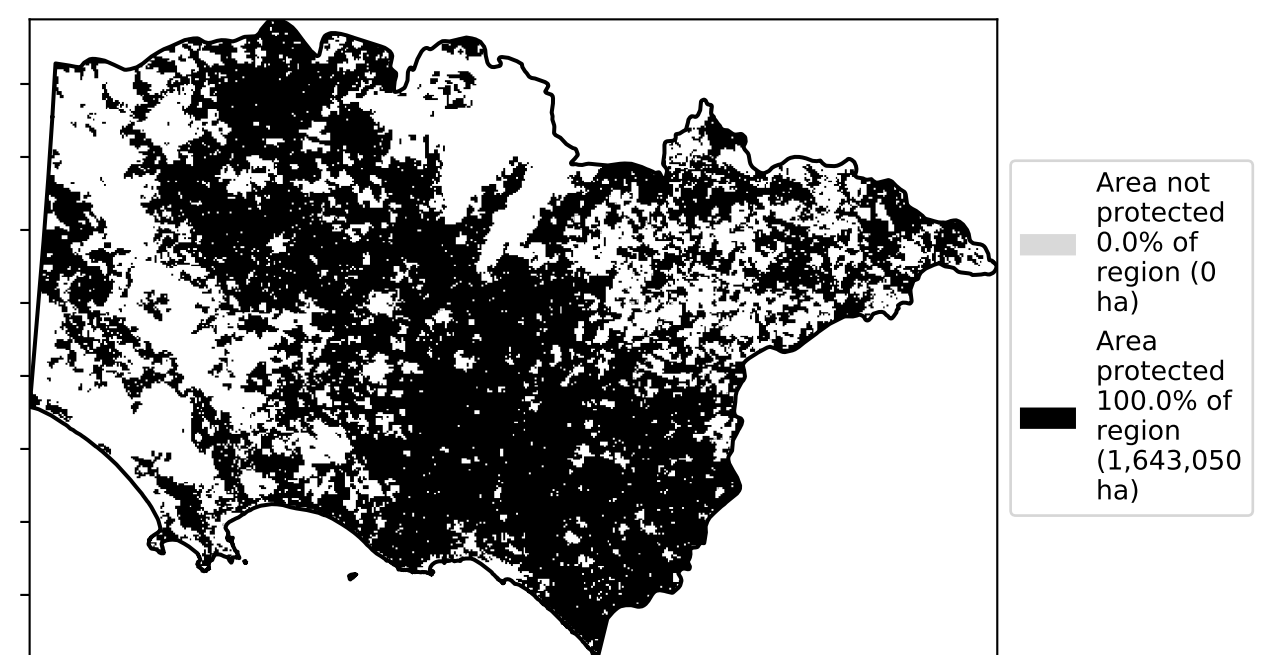 Area not
protected
0.0% of
region (0
ha)
Area
protected
100.0% of
region
(1,643,050
ha)